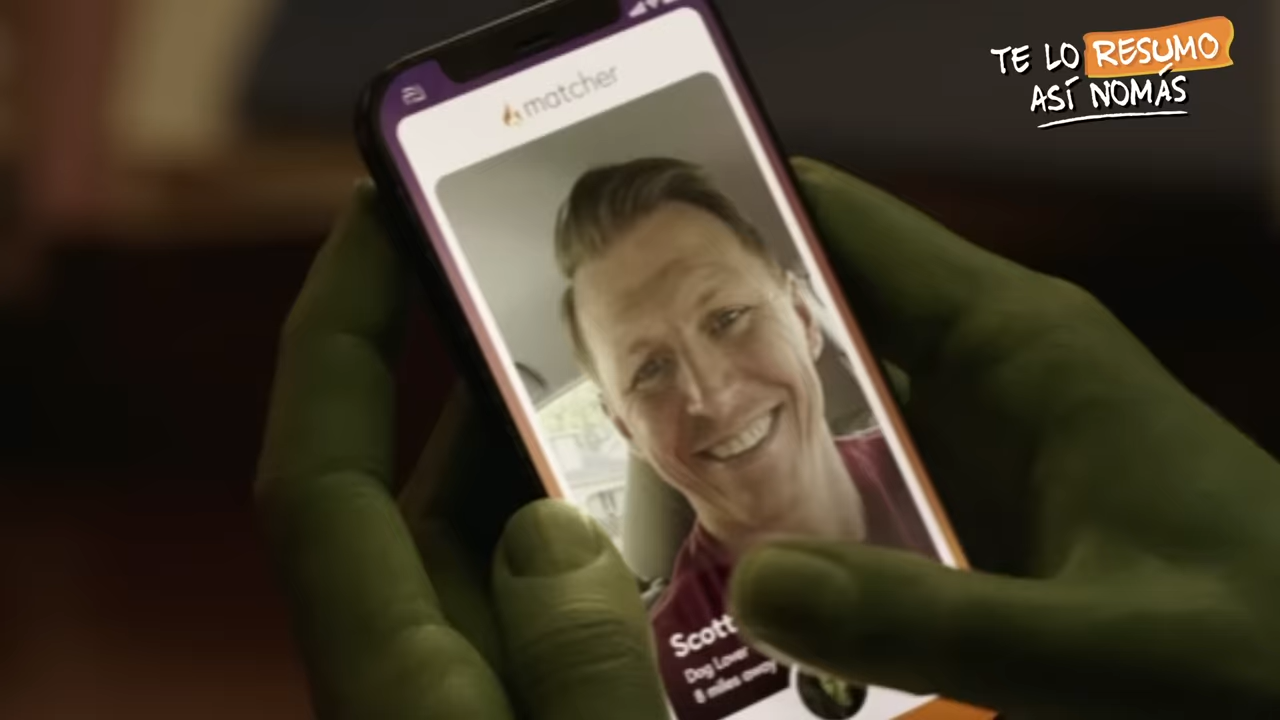 TE LO RESUMO
ASÍ NOMÁS
matcher
Scott
Dog Lover
8 miles away